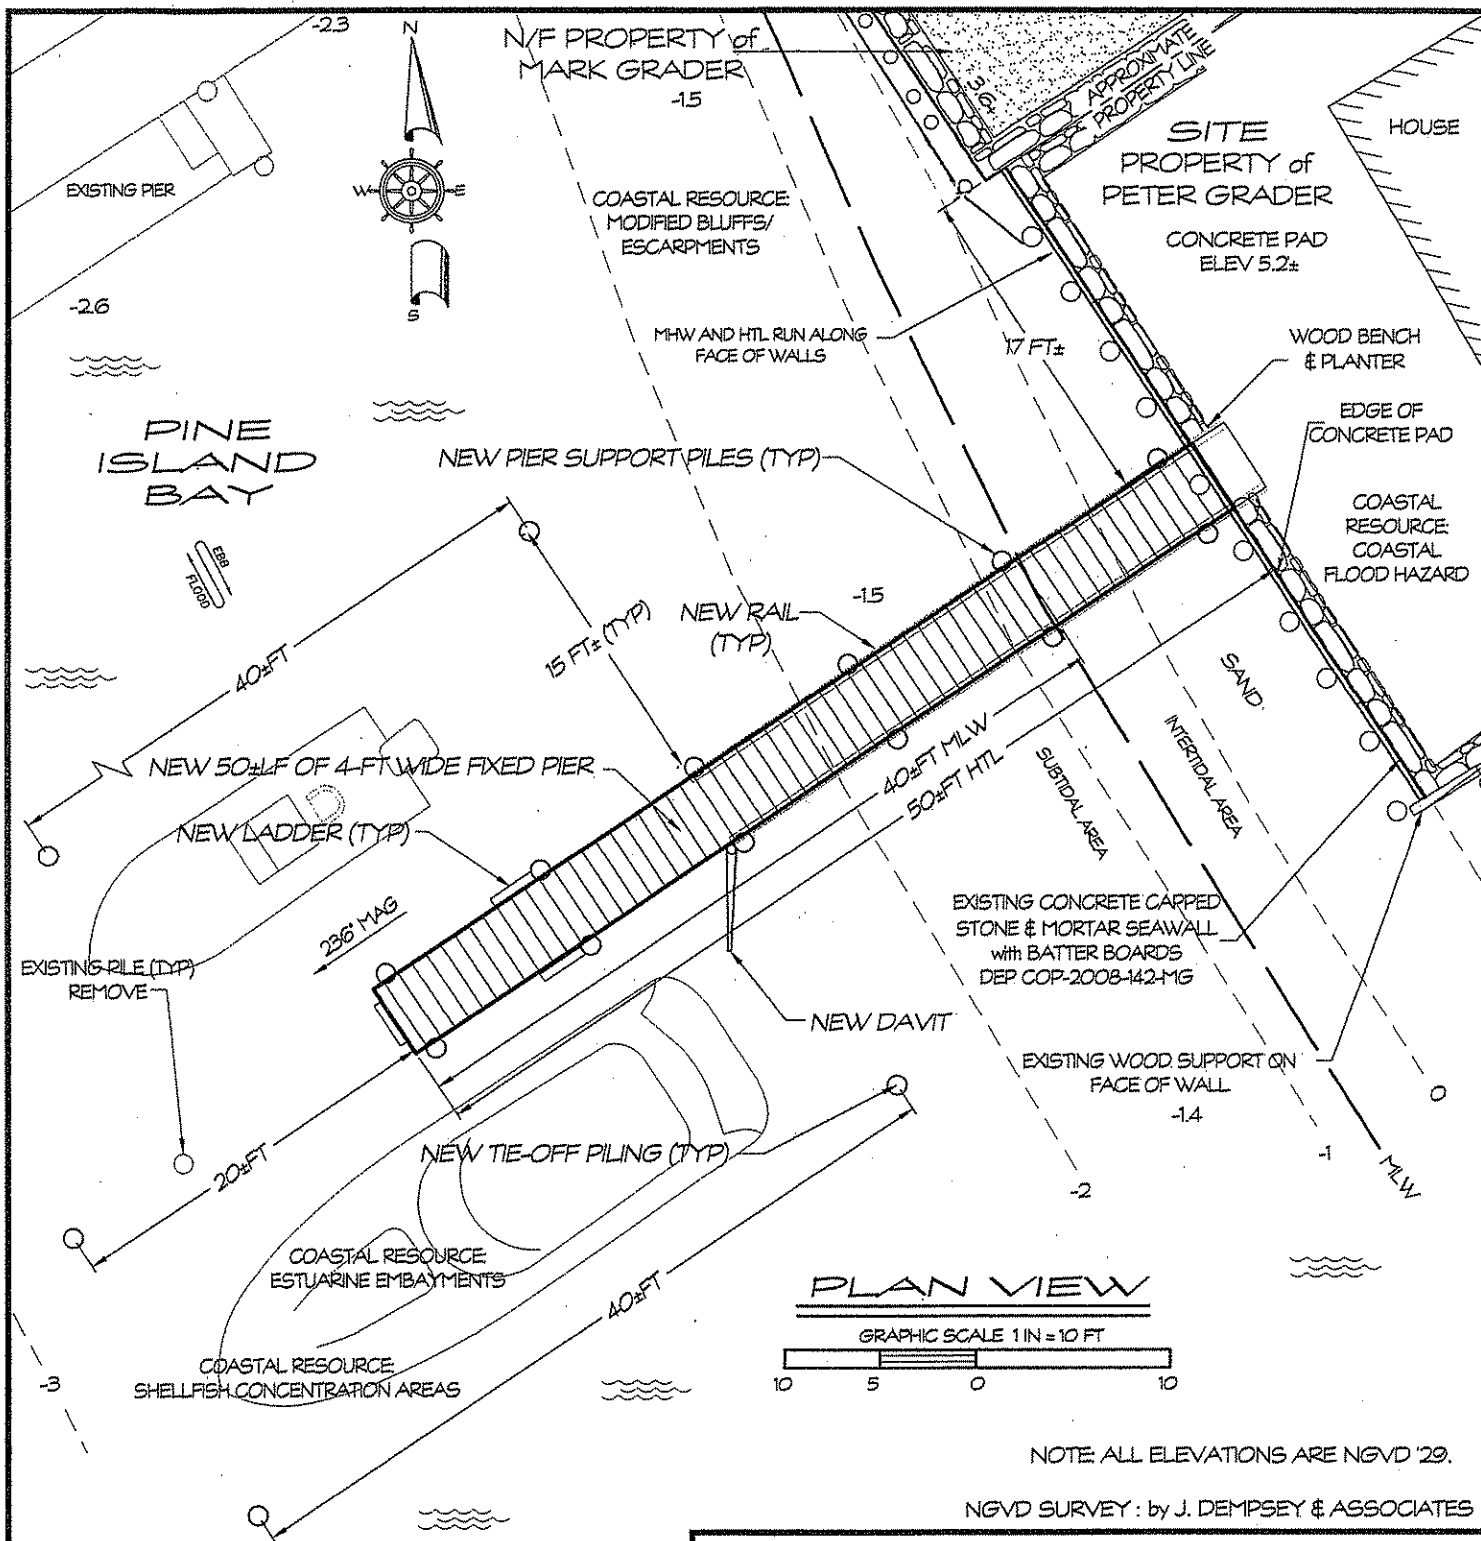 -2.3
N
N/F PROPERTY of
MARK GRADER
-1.5
3.6±
APPROXIMATE
PROPERTY LINE
SITE
PROPERTY of
PETER GRADER
HOUSE
CONCRETE PAD
ELEV 5.2±
EXISTING PIER
W
E
S
COASTAL RESOURCE:
MODIFIED BLUFFS/
ESCARPMENTS
-2.6
MHW AND HTL RUN ALONG
FACE OF WALLS
17 FT±
WOOD BENCH
& PLANTER
EDGE OF
CONCRETE PAD
PINE
ISLAND
BAY
NEW PIER SUPPORT PILES (TYP)
COASTAL
RESOURCE:
COASTAL
FLOOD HAZARD
EBB
FLOOD
-1.5
NEW RAIL
(TYP)
15 FT± (TYP)
40±FT
SAND
INTERTIDAL AREA
SUBTIDAL AREA
40±FT MLW
50±FT HTL
NEW 50±LF OF 4-FT WIDE FIXED PIER
NEW LADDER (TYP)
236° MAG
EXISTING PILE (TYP)
REMOVE
EXISTING CONCRETE CAPPED
STONE & MORTAR SEAWALL
with BATTER BOARDS
DEP COP-2008-142-MG
NEW DAVIT
EXISTING WOOD SUPPORT ON
FACE OF WALL
-1.4
0
-1
MLW
-2
NEW TIE-OFF PILING (TYP)
20±FT
COASTAL RESOURCE:
ESTUARINE EMBAYMENTS
40±FT
PLAN VIEW
GRAPHIC SCALE 1 IN = 10 FT
10 5 0 10
COASTAL RESOURCE:
SHELLFISH CONCENTRATION AREAS
-3
NOTE: ALL ELEVATIONS ARE NGVD '29.
NGVD SURVEY : by J. DEMPSEY & ASSOCIATES